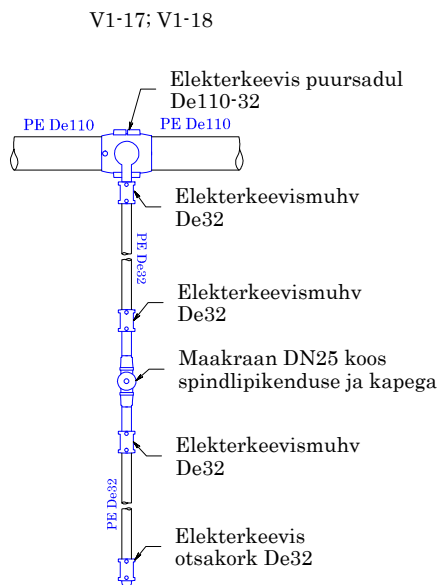 V1-17; V1-18
Elekterkeevis puursadul
De110-32
PE De110
PE De110
Elekterkeevismuhv
De32
PE De32
Elekterkeevismuhv
De32
Maakraan DN25 koos
spindlipikenduse ja kapega
Elekterkeevismuhv
De32
PE De32
Elekterkeevis
otsakork De32